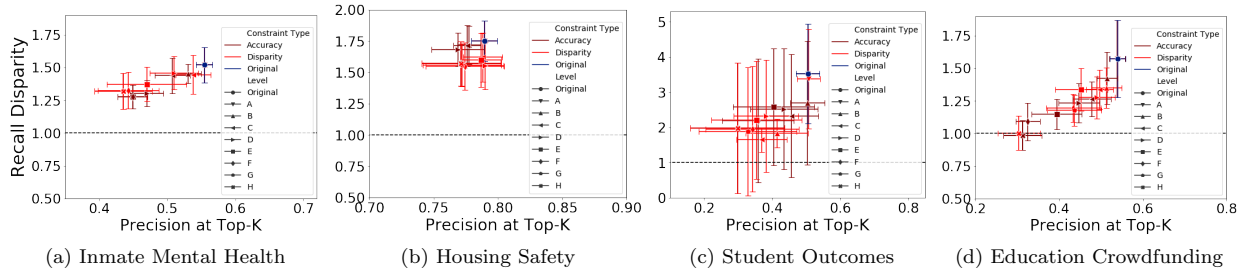 Recall Disparity
1.75
1.50
1.25
1.00
0.75
0.50
0.4
0.5
0.6
0.7
Precision at Top-K
Constraint Type
Accuracy
Disparity
Original
Level
Original
A
B
C
D
E
F
G
H
(a) Inmate Mental Health
2.00
1.75
1.50
1.25
1.00
0.75
0.50
0.70
0.75
0.80
0.85
0.90
Precision at Top-K
Constraint Type
Accuracy
Disparity
Original
Level
Original
A
B
C
D
E
F
G
H
(b) Housing Safety
5
4
3
2
1
0
0.2
0.4
0.6
0.8
Precision at Top-K
Constraint Type
Accuracy
Disparity
Original
Level
Original
A
B
C
D
E
F
G
H
(c) Student Outcomes
1.75
1.50
1.25
1.00
0.75
0.50
0.2
0.4
0.6
0.8
Precision at Top-K
Constraint Type
Accuracy
Disparity
Original
Level
Original
A
B
C
D
E
F
G
H
(d) Education Crowdfunding